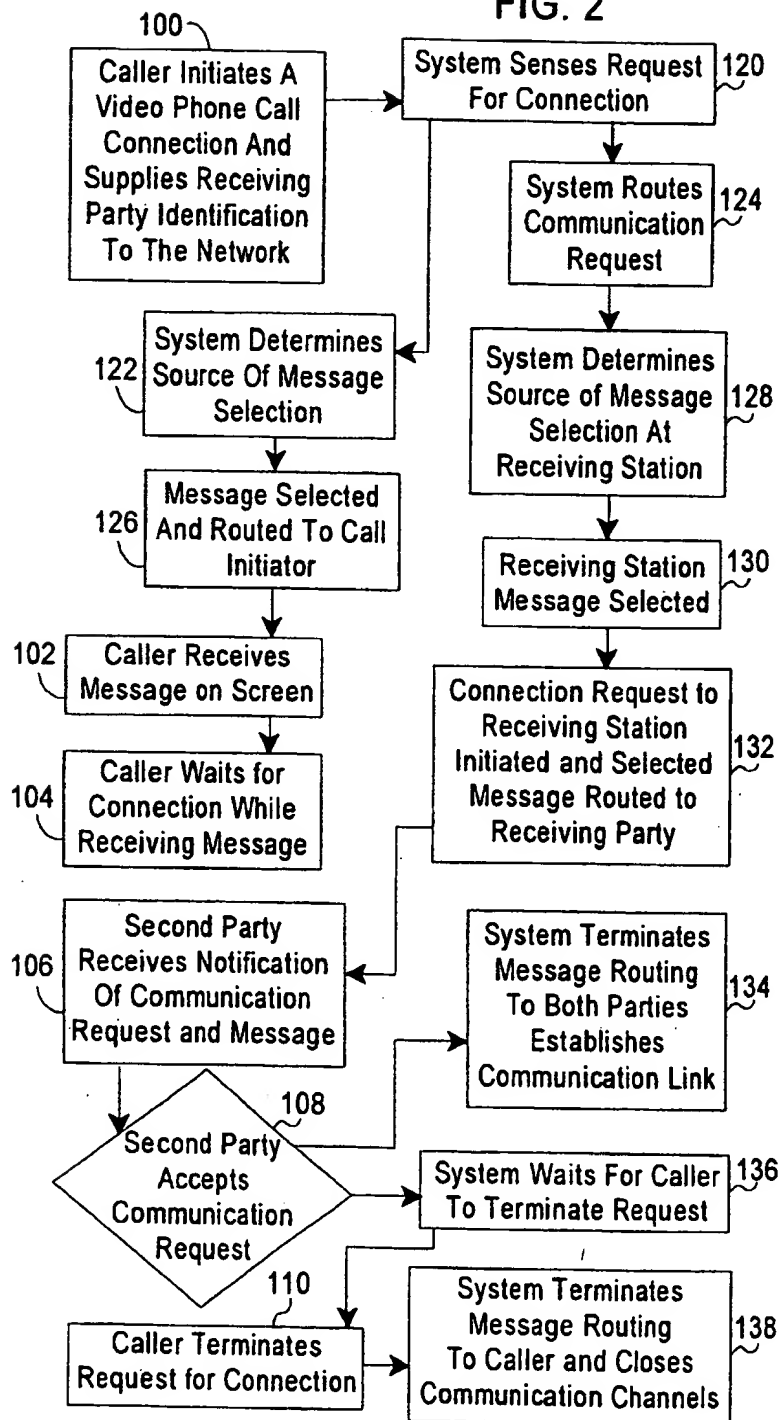 FIG. 2
100
Caller Initiates A
Video Phone Call
Connection And
Supplies Receiving
Party Identification
To The Network
System Senses Request
For Connection
120
System Routes
Communication
Request
124
System Determines
Source Of Message
Selection
122
System Determines
Source of Message
Selection At
Receiving Station
128
Message Selected
And Routed To Call
Initiator
126
Receiving Station
Message Selected
130
102
Caller Receives
Message on Screen
Connection Request to
Receiving Station
Initiated and Selected
Message Routed to
Receiving Party
132
104
Caller Waits for
Connection While
Receiving Message
106
Second Party
Receives Notification
Of Communication
Request and Message
System Terminates
Message Routing
To Both Parties
Establishes
Communication Link
134
108
Second Party
Accepts
Communication
Request
System Waits For Caller
To Terminate Request
136
110
Caller Terminates
Request for Connection
System Terminates
Message Routing
To Caller and Closes
Communication Channels
138